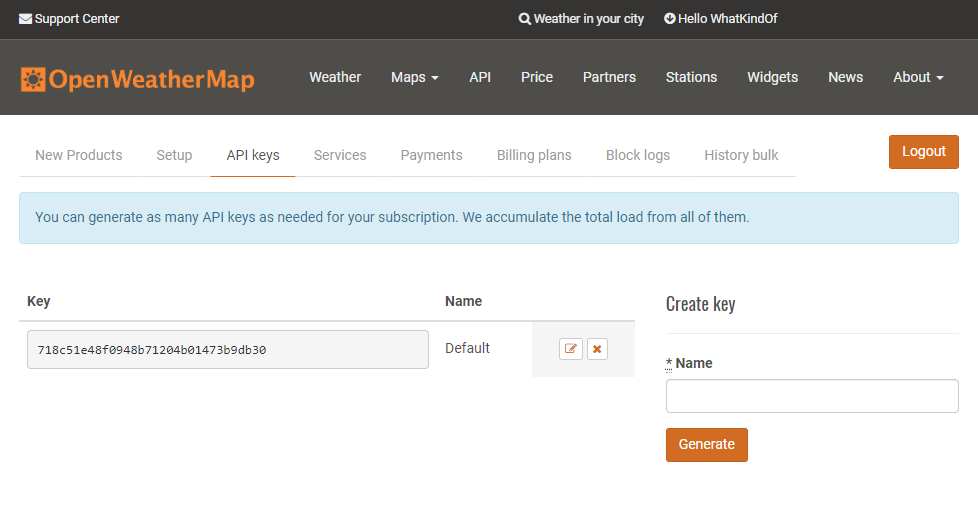 Support Center Weather in your city Hello WhatKindOf
OpenWeatherMap Weather Maps API Price Partners Stations Widgets News About
New Products Setup API keys Services Payments Billing plans Block logs History bulk Logout
You can generate as many API keys as needed for your subscription. We accumulate the total load from all of them.
Key Name
Create key
718c51e48f0948b71204b01473b9db30 Default
* Name
Generate